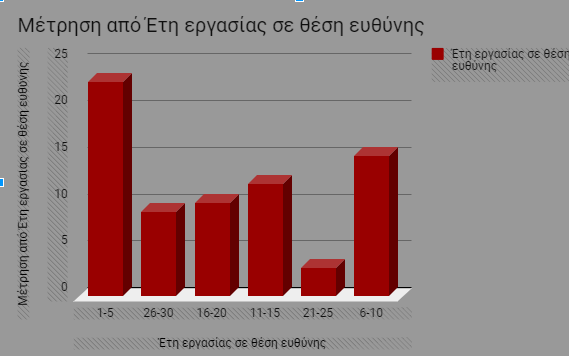 Μέτρηση από Έτη εργασίας σε θέση ευθύνης
Έτη εργασίας σε θέση
ευθύνης
Μέτρηση από Έτη εργασίας σε θέση ευθύνης
25
20
15
10
5
0
1-5 26-30 16-20 11-15 21-25 6-10
Έτη εργασίας σε θέση ευθύνης